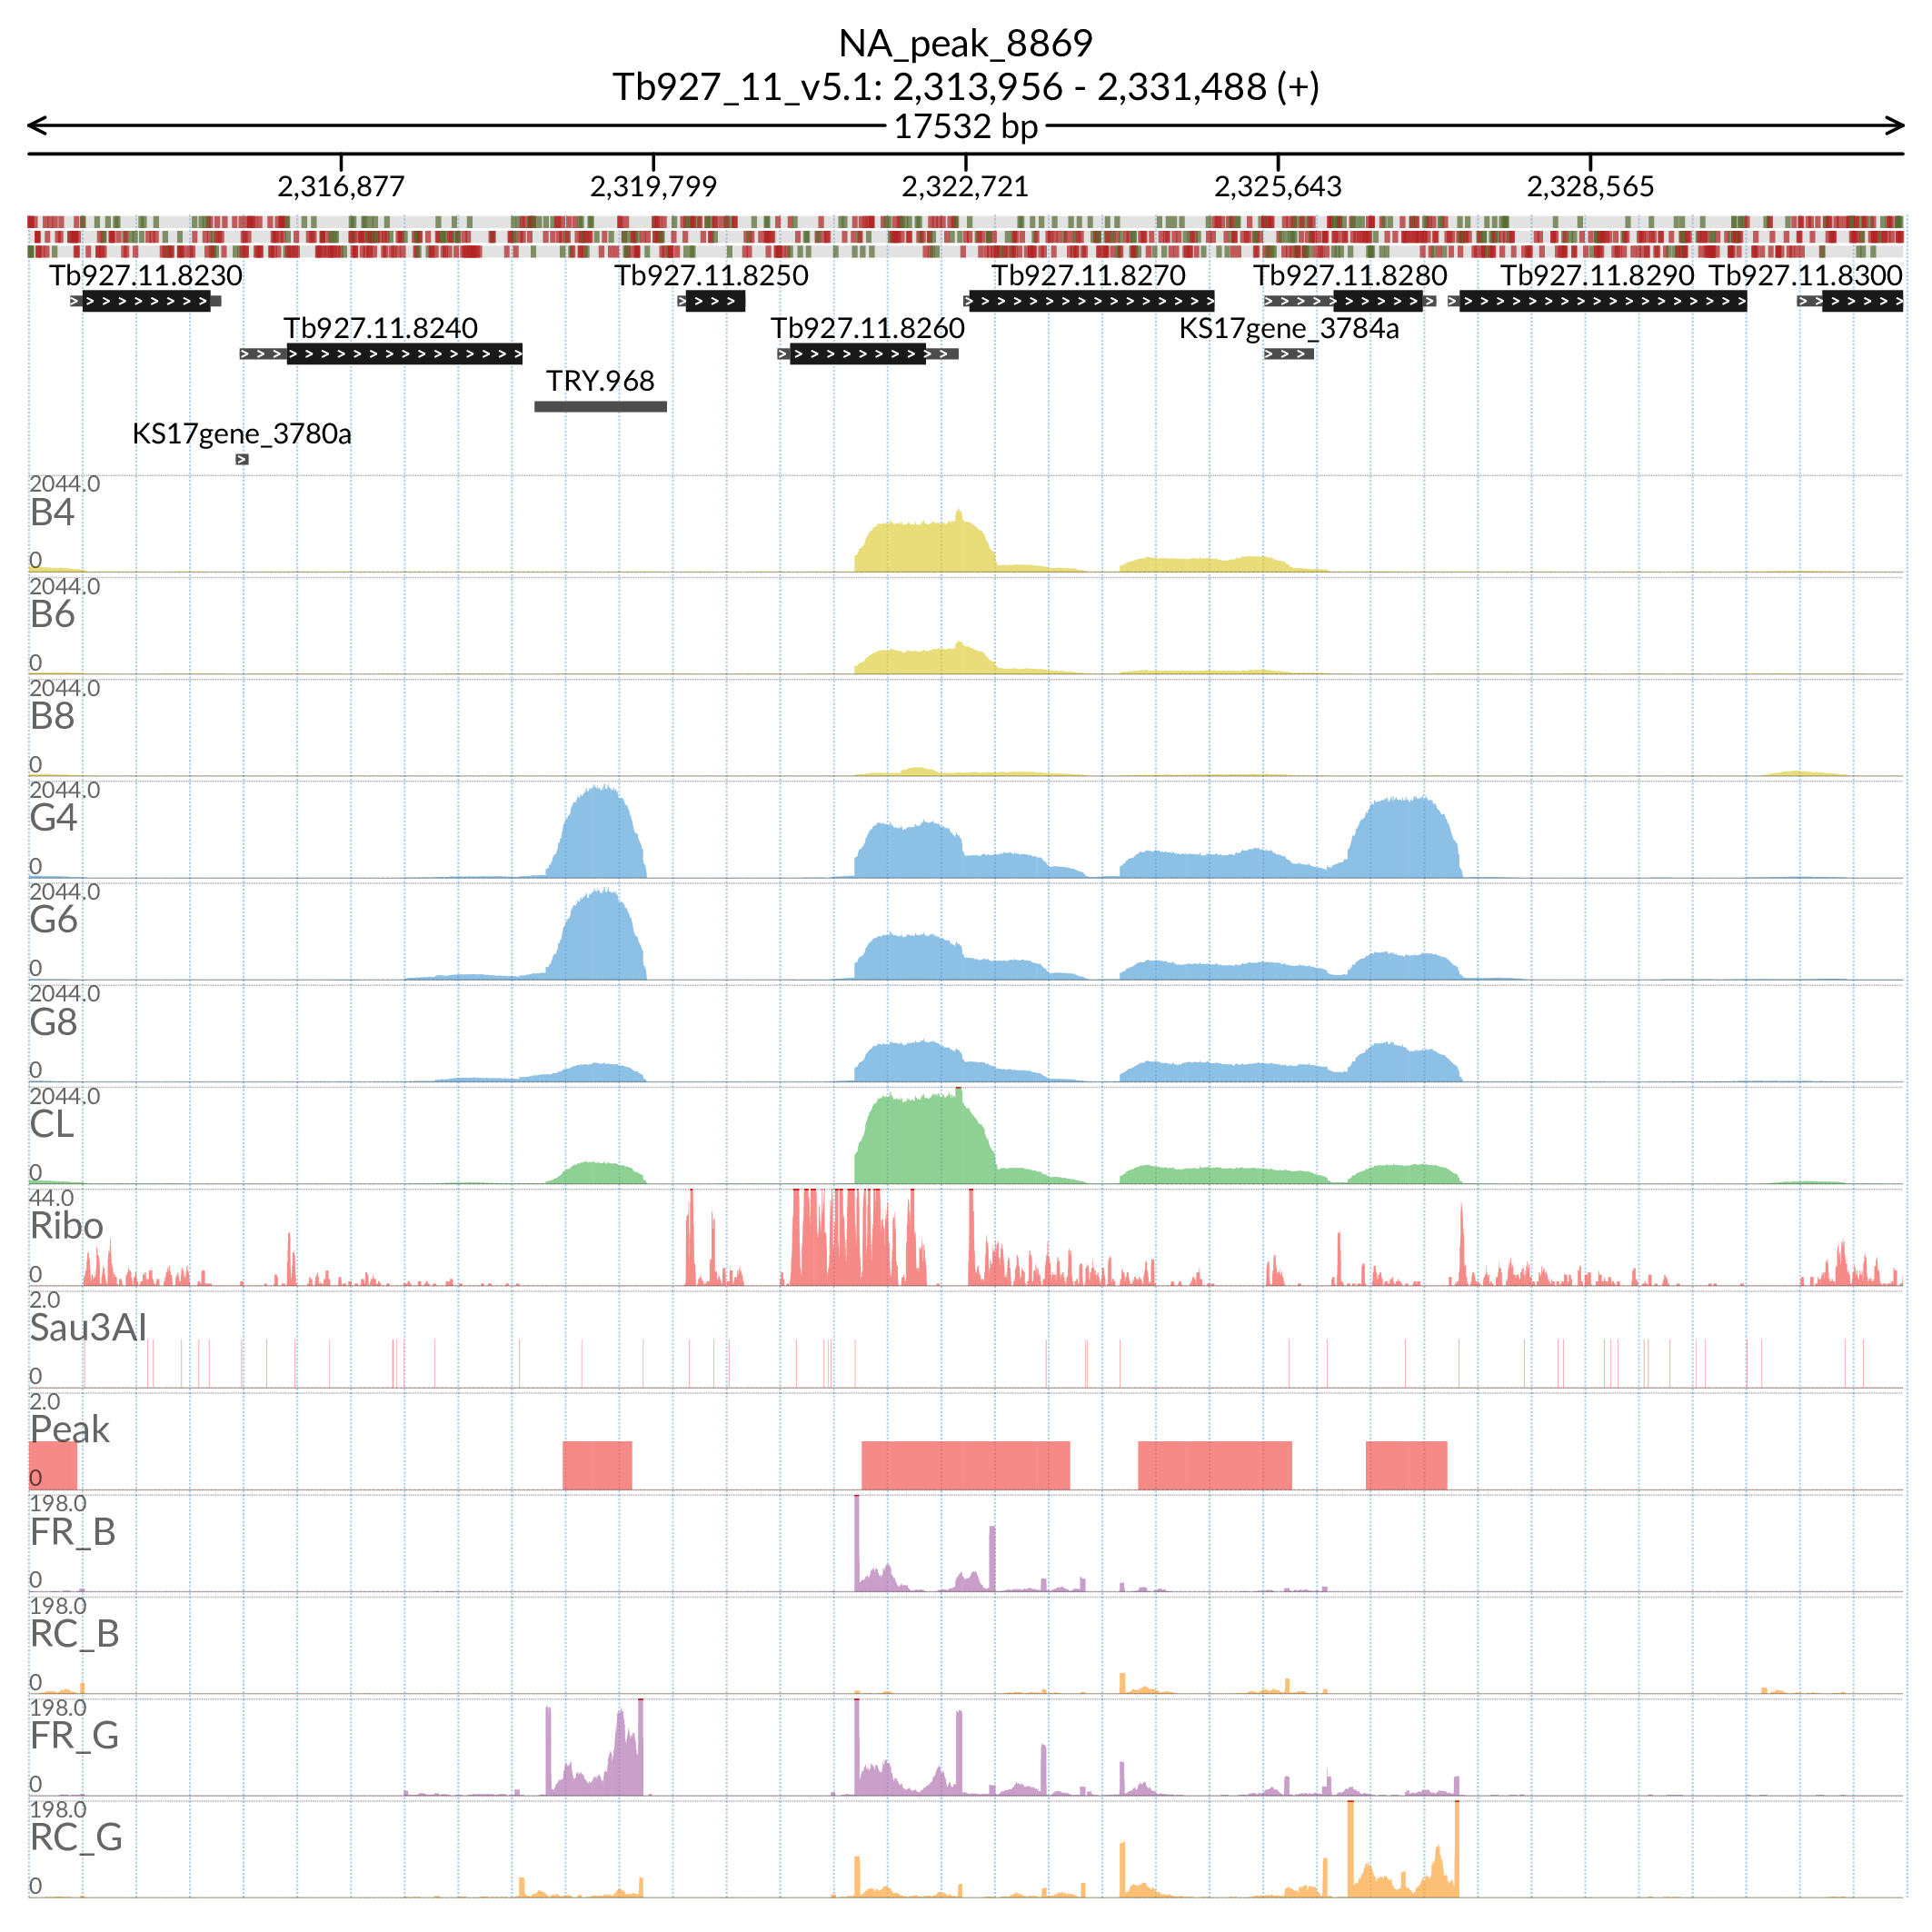 NA_peak_8869
Tb927_11_v5.1: 2,313,956 - 2,331,488 (+)
17532 bp
2,316,877 2,319,799 2,322,721 2,325,643 2,328,565
Tb927.11.8230 Tb927.11.8250 Tb927.11.8270 Tb927.11.8280 Tb927.11.8290 Tb927.11.8300
Tb927.11.8240 Tb927.11.8260 KS17gene_3784a
TRY.968
KS17gene_3780a
2044.0
B4
0
2044.0
B6
0
2044.0
B8
0
2044.0
G4
0
2044.0
G6
0
2044.0
G8
0
2044.0
CL
0
44.0
Ribo
0
2.0
Sau3AI
0
2.0
Peak
0
198.0
FR_B
0
198.0
RC_B
0
198.0
FR_G
0
198.0
RC_G
0